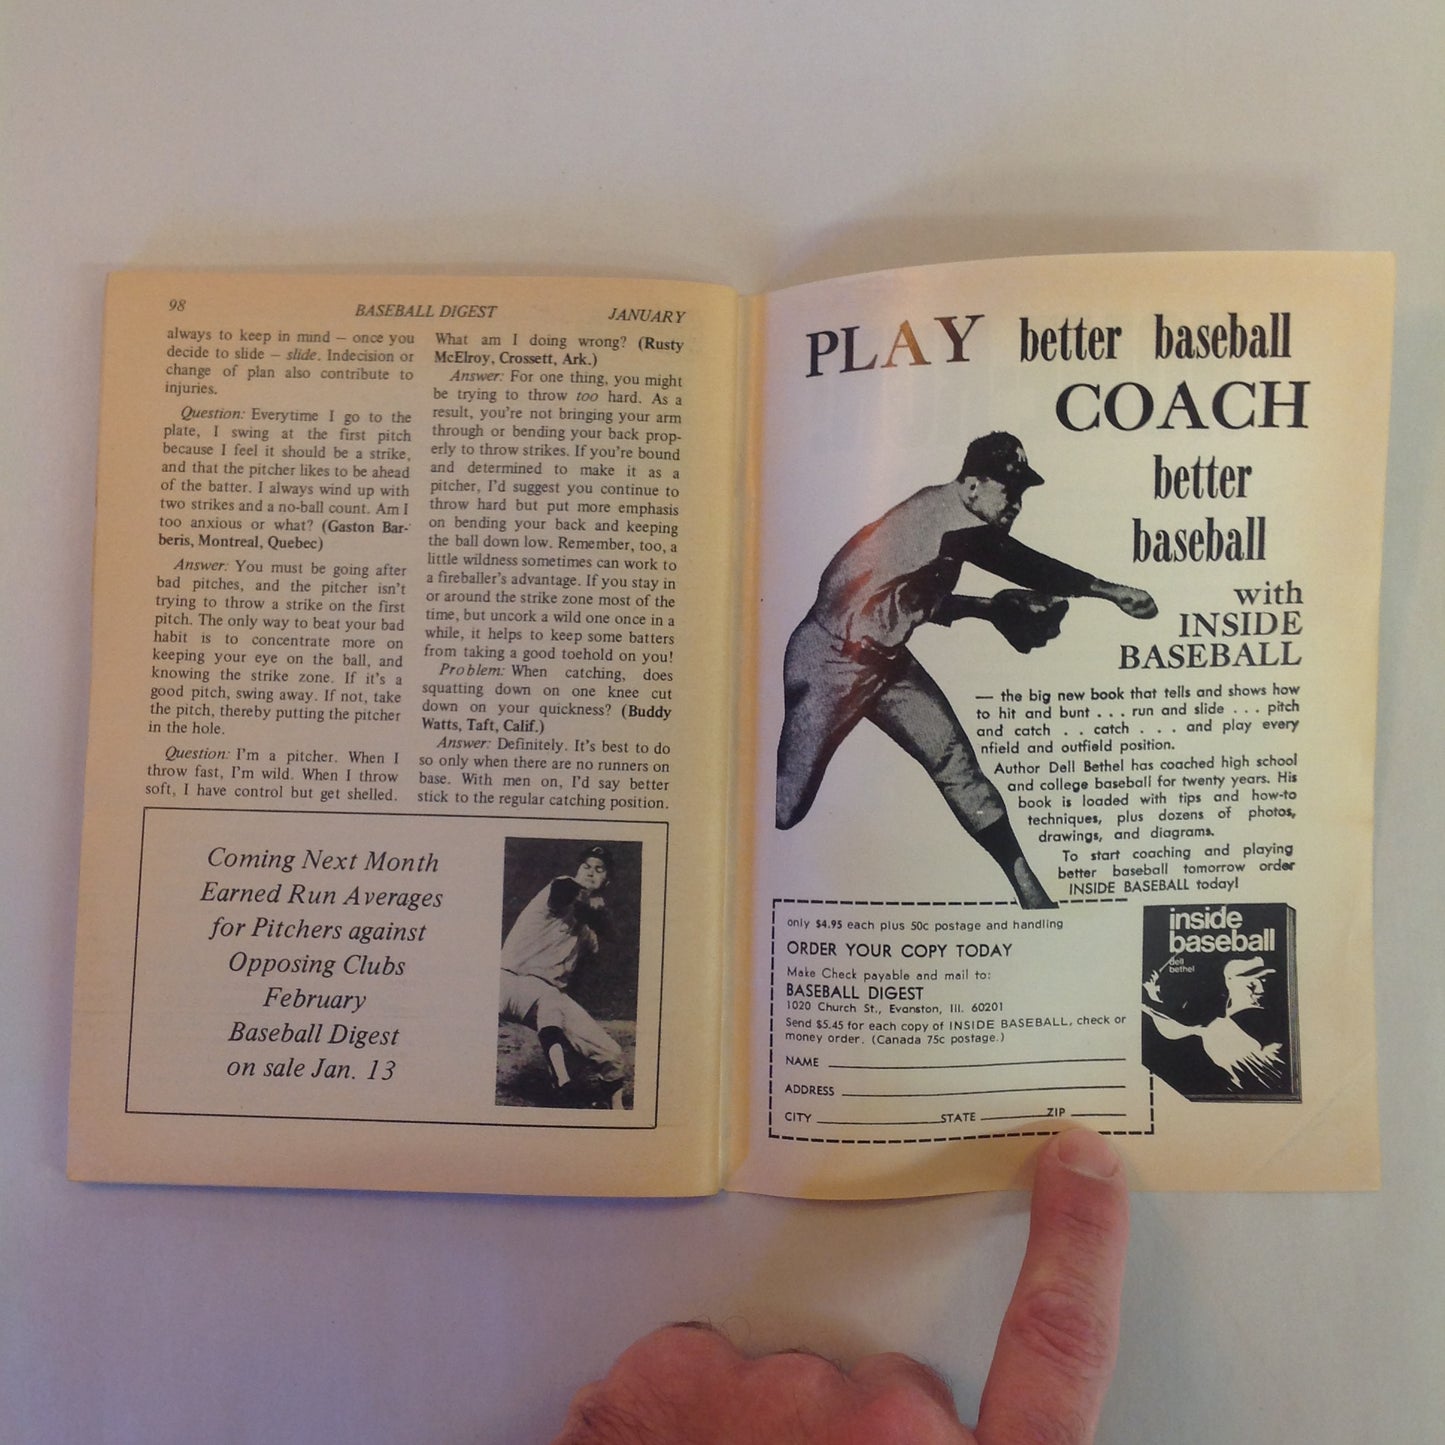 98
BASEBALL DIGEST
JANUARY
always to keep in mind — once you
decide to slide — slide. Indecision or
change of plan also contribute to
injuries.
Question: Everytime I go to the
plate, I swing at the first pitch
because I feel it should be a strike,
and that the pitcher likes to be ahead
of the batter. I always wind up with
two strikes and a no-ball count. Am I
too anxious or what? (Gaston Bar-
beris, Montreal, Quebec)
Answer: You must be going after
bad pitches, and the pitcher isn't
trying to throw a strike on the first
pitch. The only way to beat your bad
habit is to concentrate more on
keeping your eye on the ball, and
knowing the strike zone. If it's a
good pitch, swing away. If not, take
the pitch, thereby putting the pitcher
in the hole.
Question: I'm a pitcher. When I
throw fast, I'm wild. When I throw
soft, I have control but get shelled.
What am I doing wrong? (Rusty
McElroy, Crossett, Ark.)
Answer: For one thing, you might
be trying to throw too hard. As a
result, you're not bringing your arm
through or bending your back prop-
erly to throw strikes. If you're bound
and determined to make it as a
pitcher, I'd suggest you continue to
throw hard but put more emphasis
on bending your back and keeping
the ball down low. Remember, too, a
little wildness sometimes can work to
a fireballer's advantage. If you stay in
or around the strike zone most of the
time, but uncork a wild one once in a
while, it helps to keep some batters
from taking a good toehold on you!
Problem: When catching, does
squatting down on one knee cut
down on your quickness? (Buddy
Watts, Taft, Calif.)
Answer: Definitely. It's best to do
so only when there are no runners on
base. With men on, I'd say better
stick to the regular catching position.
Coming Next Month
Earned Run Averages
for Pitchers against
Opposing Clubs
February
Baseball Digest
on sale Jan. 13
PLAY better baseball
COACH
better
baseball
with
INSIDE
BASEBALL
— the big new book that tells and shows how
to hit and bunt . . . run and slide . . . pitch
and catch . . catch . . . and play every
nfield and outfield position.
Author Dell Bethel has coached high school
and college baseball for twenty years. His
book is loaded with tips and how-to
techniques, plus dozens of photos,
drawings, and diagrams.
To start coaching and playing
better baseball tomorrow order
INSIDE BASEBALL today!
only $4.95 each plus 50c postage and handling
ORDER YOUR COPY TODAY
Make Check payable and mail to:
BASEBALL DIGEST
1020 Church St., Evanston, Ill. 60201
Send $5.45 for each copy of INSIDE BASEBALL, check or
money order. (Canada 75c postage.)
NAME
ADDRESS
CITY STATE ZIP
inside
baseball
dell
bethel